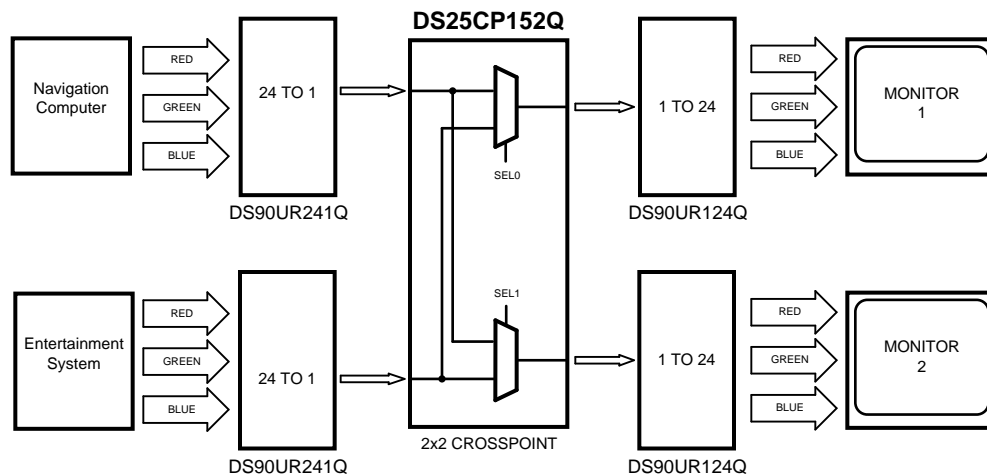 DS25CP152Q
Navigation
Computer
RED
GREEN
BLUE
24 TO 1
DS90UR241Q
SEL0
1 TO 24
DS90UR124Q
RED
GREEN
BLUE
MONITOR
1
Entertainment
System
RED
GREEN
BLUE
24 TO 1
DS90UR241Q
SEL1
2x2 CROSSPOINT
1 TO 24
DS90UR124Q
RED
GREEN
BLUE
MONITOR
2